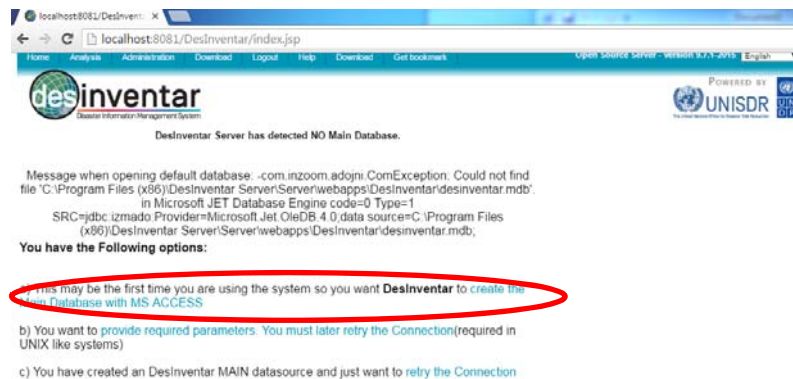 localhost:8081/DesInvent
localhost:8081/DesInventar/index.jsp
Home Analysis Administration Download Logout Help Download Get bookmark Open Source Server - Version 9.7.1-2015 English
desinventar
Disaster Information Management System
POWERED BY
UNISDR
DesInventar Server has detected NO Main Database.
Message when opening default database: -com.inzoom.adojni.ComException: Could not find
file 'C:\Program Files (x86)\DesInventar Server\Server\webapps\DesInventar\desinventar.mdb'.
in Microsoft JET Database Engine code=0 Type=1
SRC=jdbc:izmado:Provider=Microsoft.Jet.OleDB.4.0;data source=C:\Program Files
(x86)\DesInventar Server\Server\webapps\DesInventar\desinventar.mdb;
You have the Following options:
a) This may be the first time you are using the system so you want DesInventar to create the
Main Database with MS ACCESS
b) You want to provide required parameters. You must later retry the Connection(required in
UNIX like systems)
c) You have created an DesInventar MAIN datasource and just want to retry the Connection